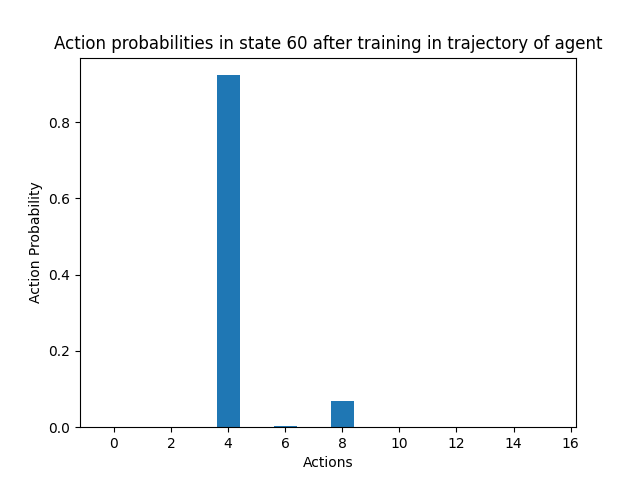 Action probabilities in state 60 after training in trajectory of agent
Action Probability
0.8
0.6
0.4
0.2
0.0
0 2 4 6 8 10 12 14 16
Actions